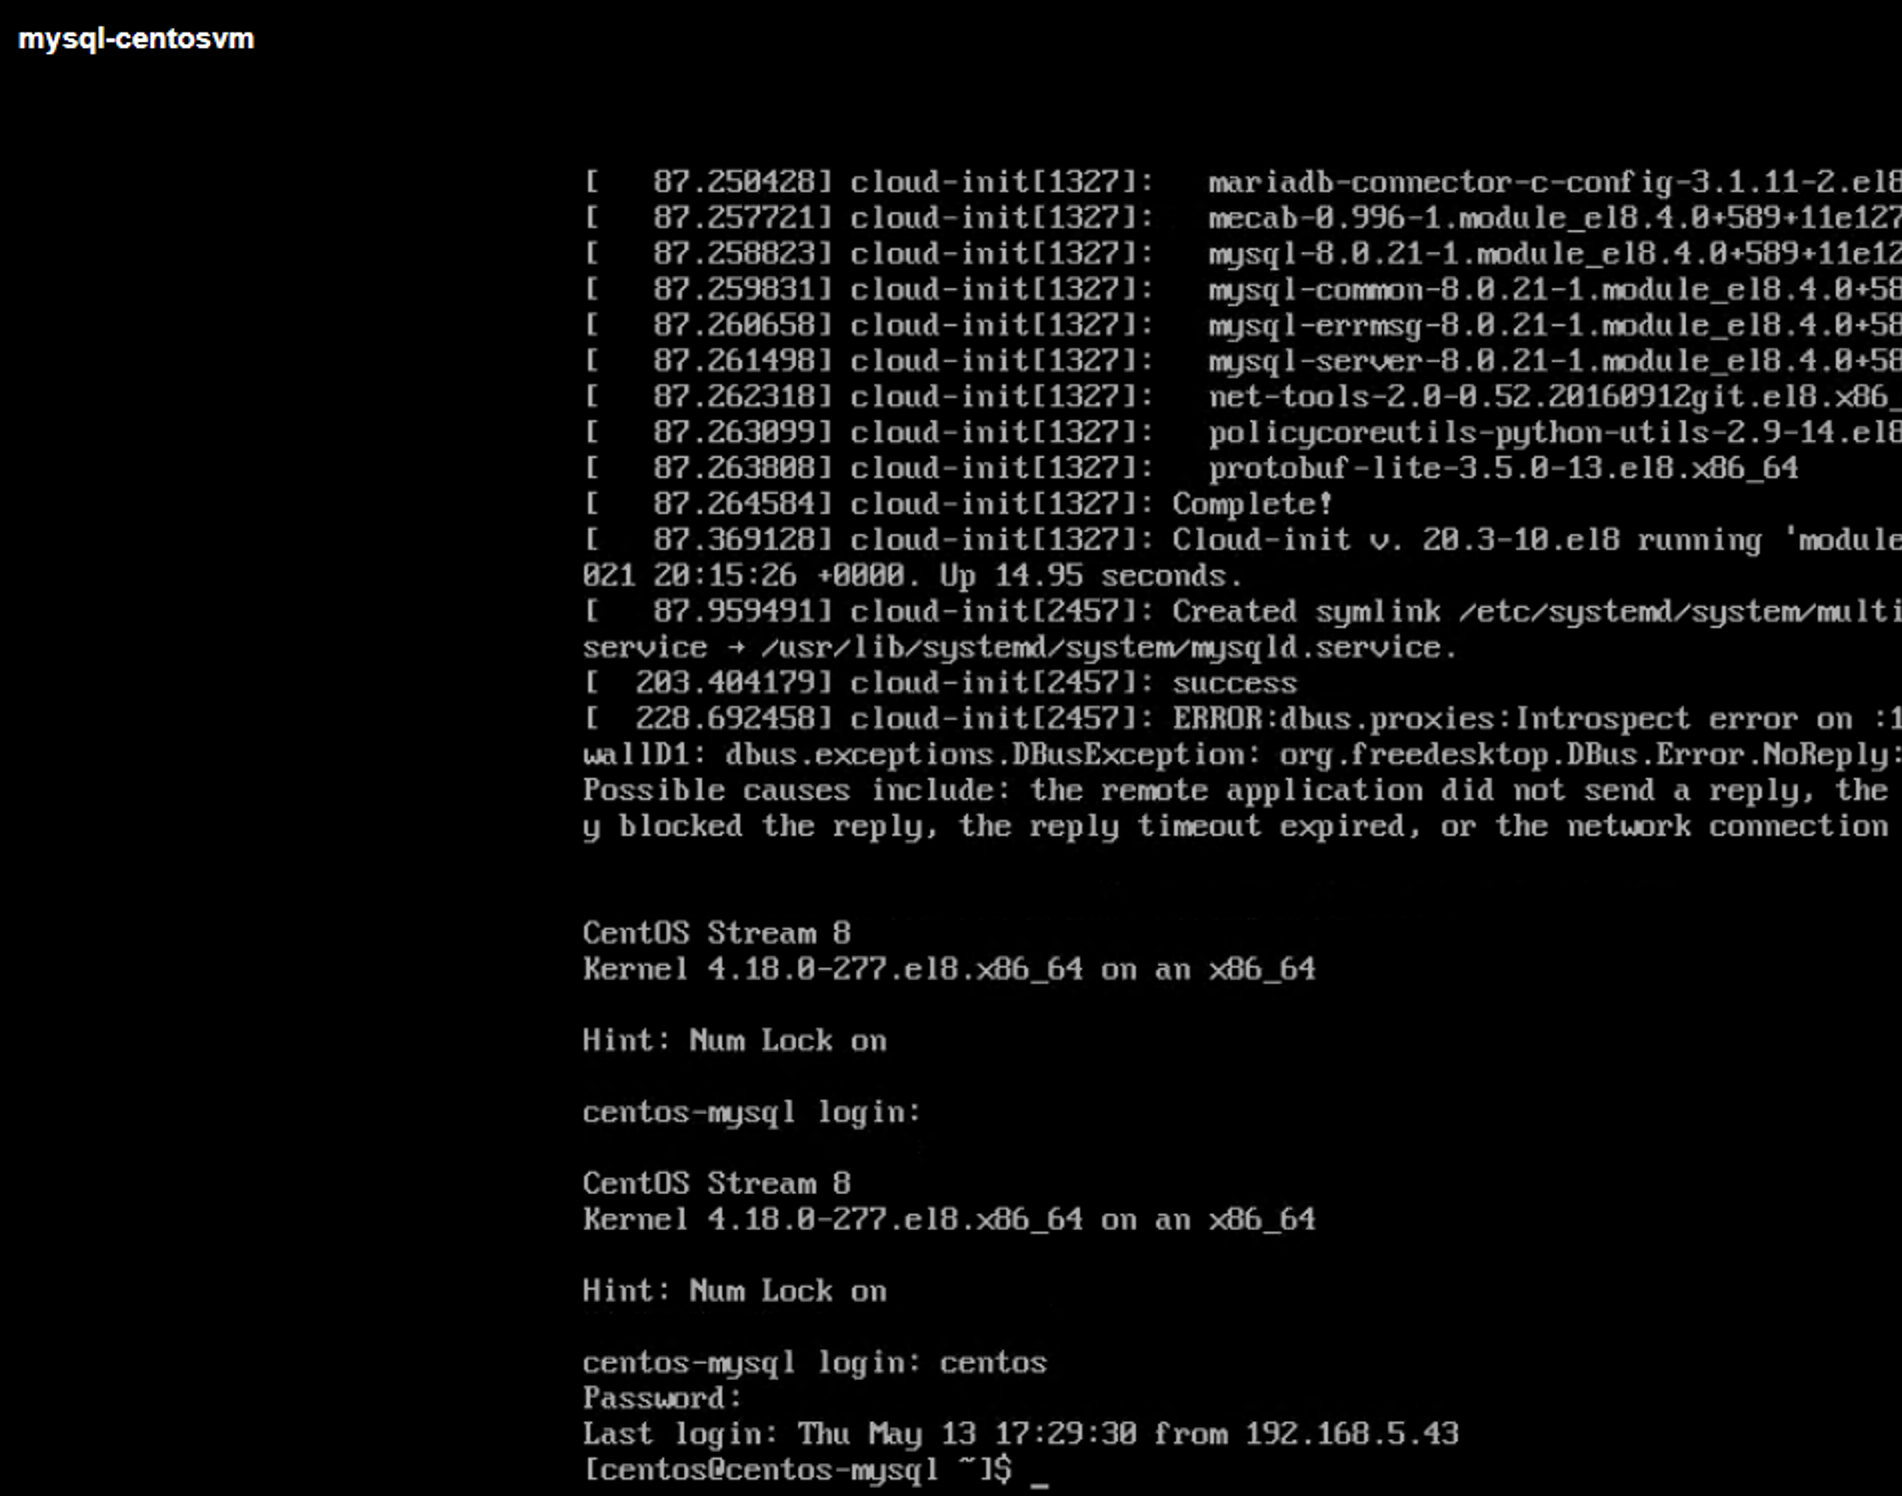 mysql-centosvm
[   87.250428] cloud-init[1327]:   mariadb-connector-c-config-3.1.11-2.el8
[   87.257721] cloud-init[1327]:   mecab-0.996-1.module_el8.4.0+589+11e127
[   87.258823] cloud-init[1327]:   mysql-8.0.21-1.module_el8.4.0+589+11e12
[   87.259831] cloud-init[1327]:   mysql-common-8.0.21-1.module_el8.4.0+58
[   87.260658] cloud-init[1327]:   mysql-errmsg-8.0.21-1.module_el8.4.0+58
[   87.261498] cloud-init[1327]:   mysql-server-8.0.21-1.module_el8.4.0+58
[   87.262318] cloud-init[1327]:   net-tools-2.0-0.52.20160912git.el8.x86_
[   87.263099] cloud-init[1327]:   policycoreutils-python-utils-2.9-14.el8
[   87.263808] cloud-init[1327]:   protobuf-lite-3.5.0-13.el8.x86_64
[   87.264584] cloud-init[1327]: Complete!
[   87.369128] cloud-init[1327]: Cloud-init v. 20.3-10.el8 running 'module
021 20:15:26 +0000. Up 14.95 seconds.
[   87.959491] cloud-init[2457]: Created symlink /etc/systemd/system/multi
service → /usr/lib/systemd/system/mysqld.service.
[  203.404179] cloud-init[2457]: success
[  228.692458] cloud-init[2457]: ERROR:dbus.proxies:Introspect error on :1
wallD1: dbus.exceptions.DBusException: org.freedesktop.DBus.Error.NoReply:
Possible causes include: the remote application did not send a reply, the
y blocked the reply, the reply timeout expired, or the network connection
CentOS Stream 8
Kernel 4.18.0-277.el8.x86_64 on an x86_64
Hint: Num Lock on
centos-mysql login:
CentOS Stream 8
Kernel 4.18.0-277.el8.x86_64 on an x86_64
Hint: Num Lock on
centos-mysql login: centos
Password:
Last login: Thu May 13 17:29:30 from 192.168.5.43
[centos@centos-mysql ~]$ _